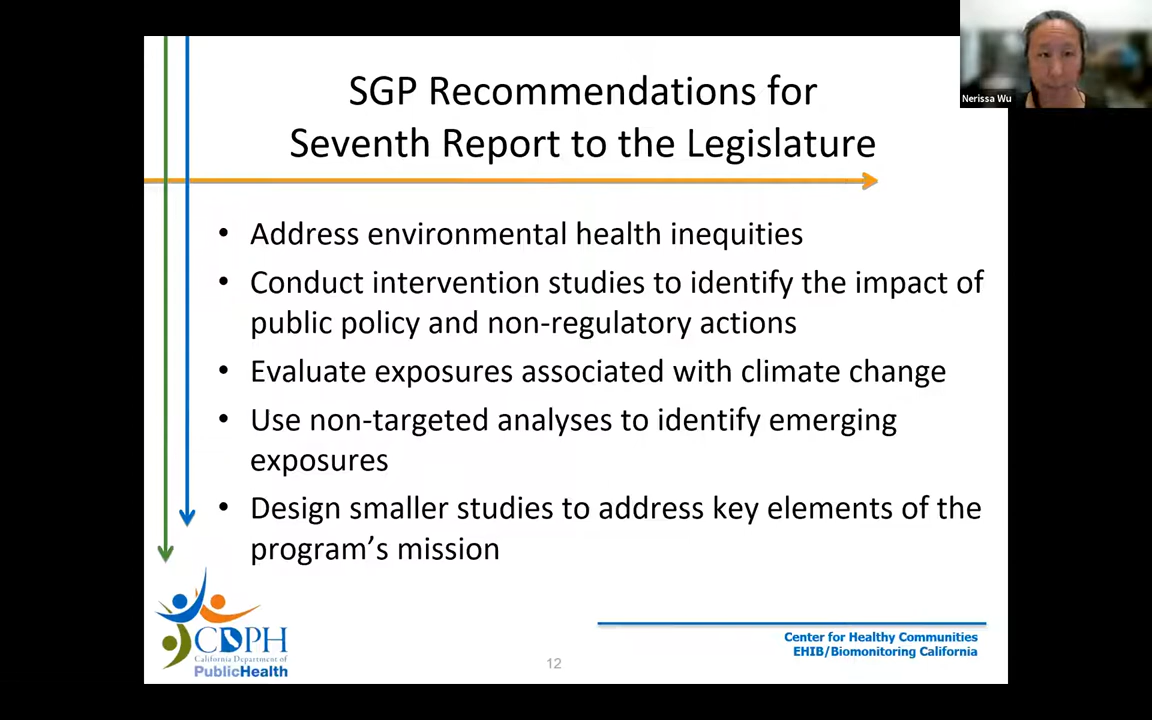 SGP Recommendations for
Seventh Report to the Legislature
Nerissa Wu
• Address environmental health inequities
• Conduct intervention studies to identify the impact of
public policy and non-regulatory actions
• Evaluate exposures associated with climate change
• Use non-targeted analyses to identify emerging
exposures
• Design smaller studies to address key elements of the
program’s mission
CDPH
California Department of
PublicHealth
12
Center for Healthy Communities
EHIB/Biomonitoring California